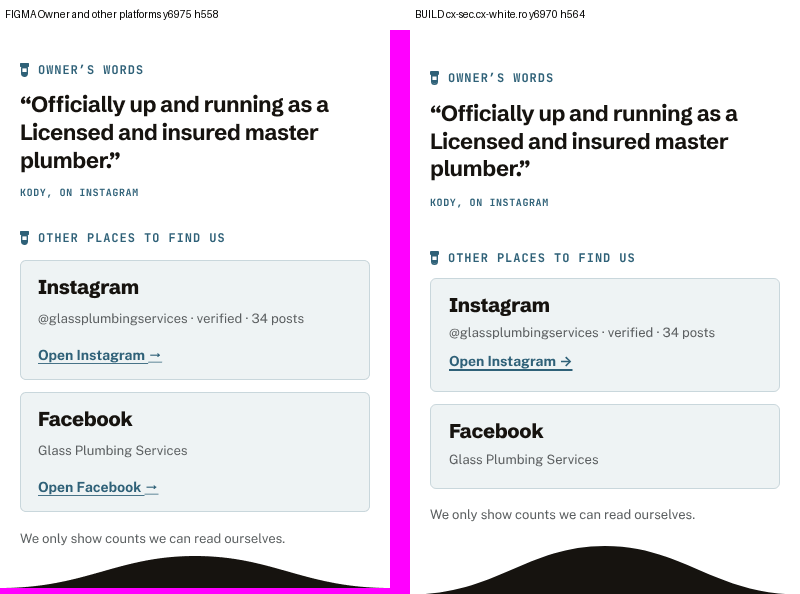 FIGMA Owner and other platforms y6975 h558
OWNER’S WORDS
“Officially up and running as a
Licensed and insured master
plumber.”
KODY, ON INSTAGRAM
OTHER PLACES TO FIND US
Instagram
@glassplumbingservices · verified · 34 posts
Open Instagram →
Facebook
Glass Plumbing Services
Open Facebook →
We only show counts we can read ourselves.
BUILD cx-sec.cx-white.ro y6970 h564
OWNER’S WORDS
“Officially up and running as a
Licensed and insured master
plumber.”
KODY, ON INSTAGRAM
OTHER PLACES TO FIND US
Instagram
@glassplumbingservices · verified · 34 posts
Open Instagram →
Facebook
Glass Plumbing Services
We only show counts we can read ourselves.